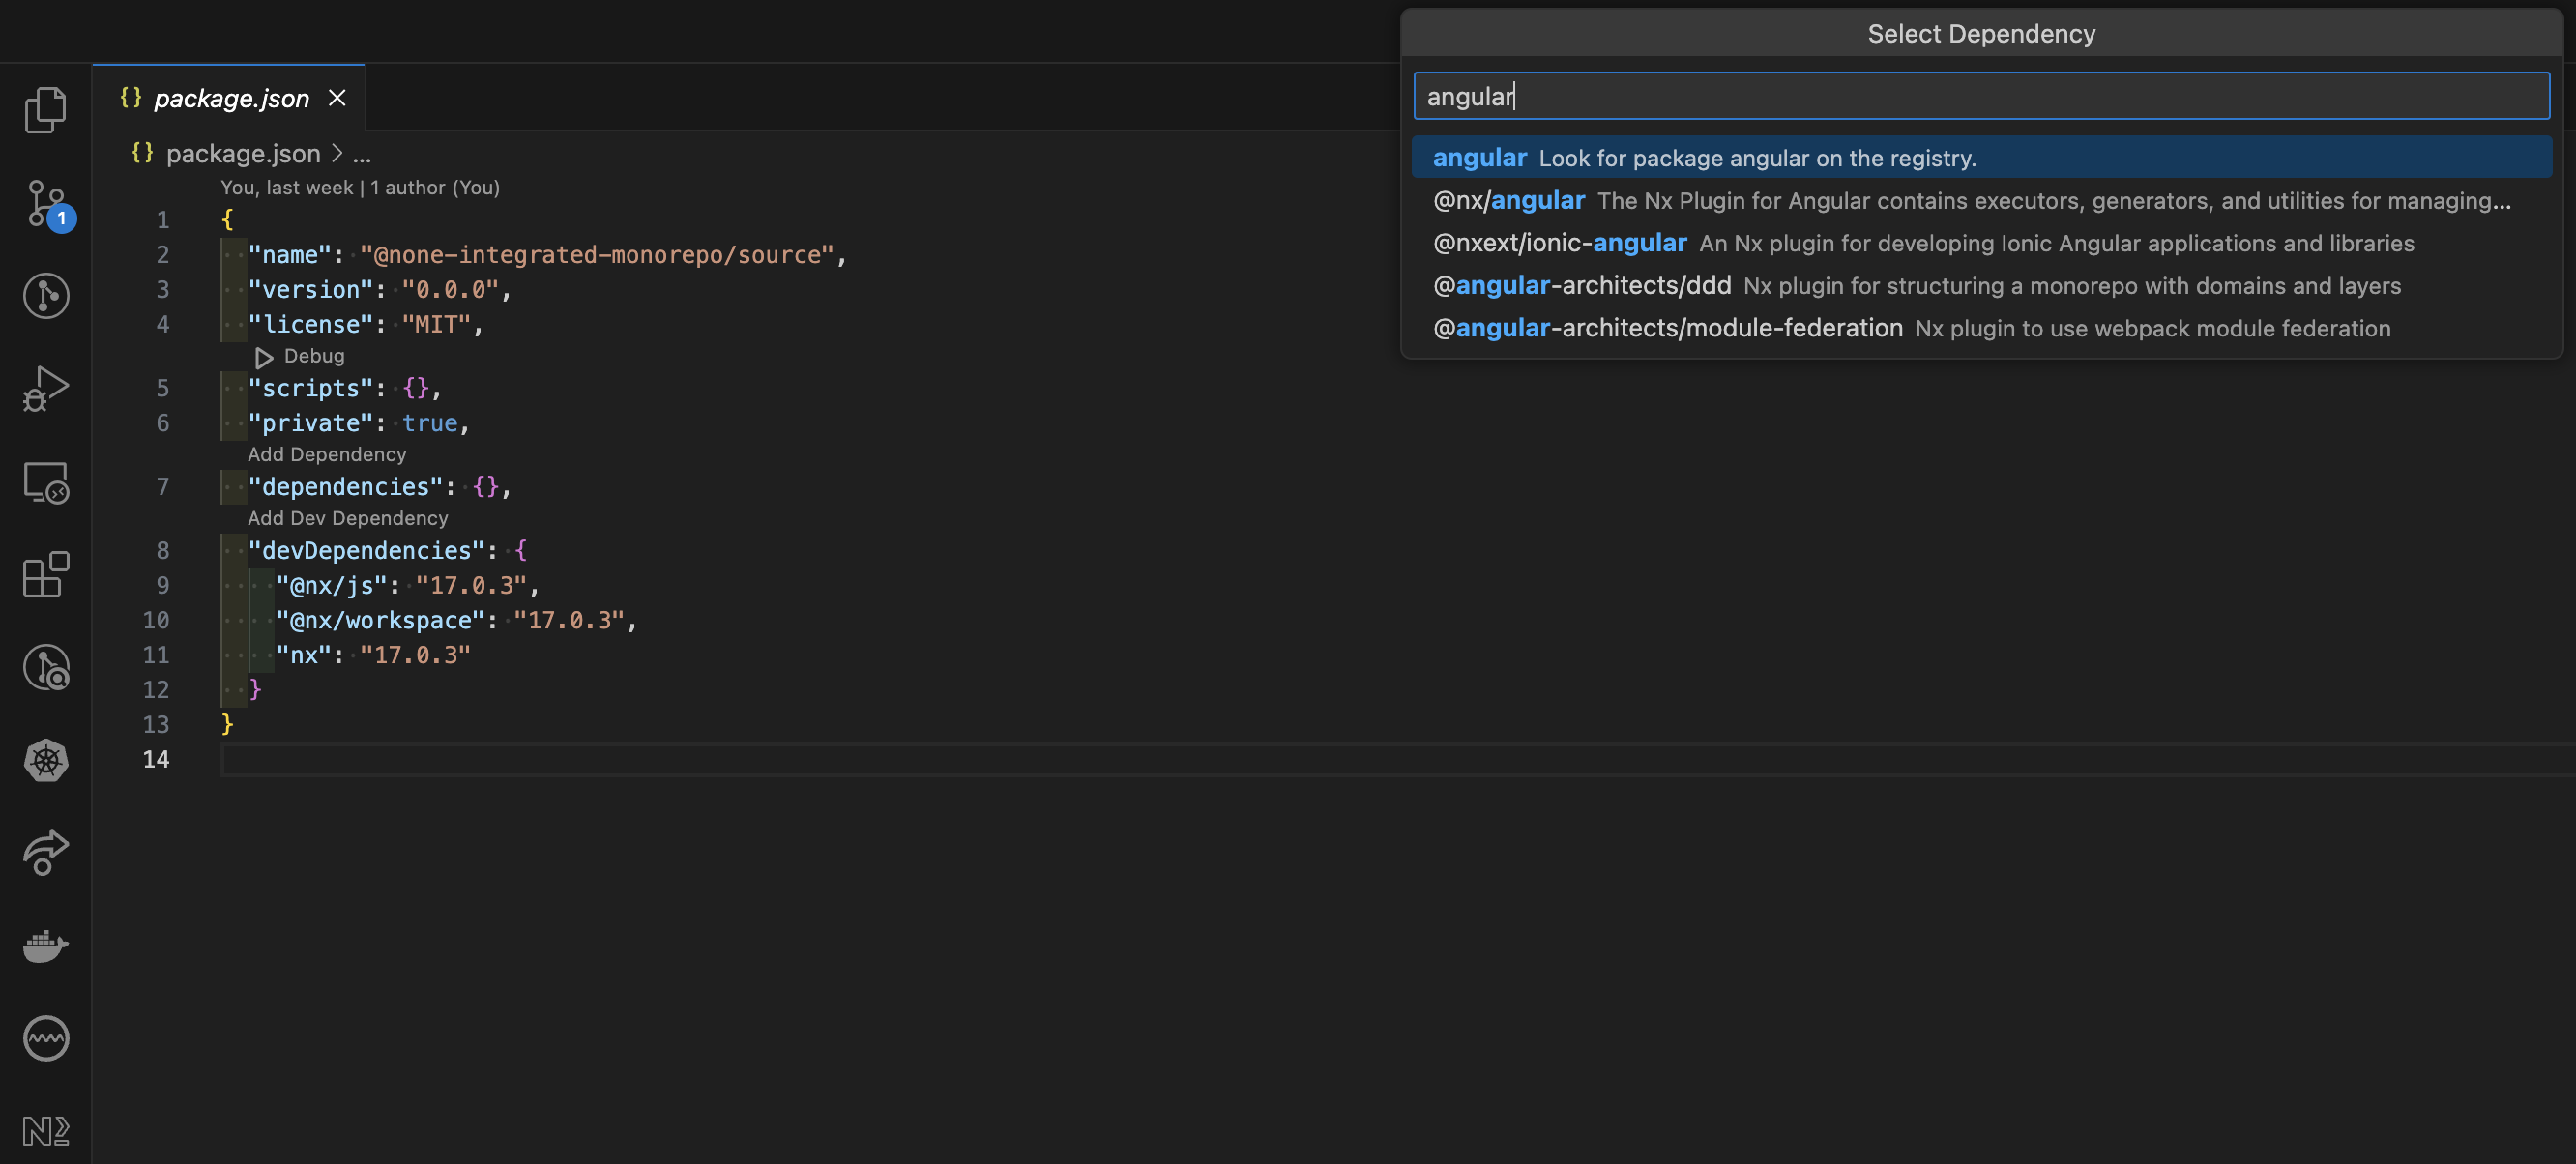 Select Dependency
angular
angular Look for package angular on the registry.
@nx/angular The Nx Plugin for Angular contains executors, generators, and utilities for managing...
@nxext/ionic-angular An Nx plugin for developing Ionic Angular applications and libraries
@angular-architects/ddd Nx plugin for structuring a monorepo with domains and layers
@angular-architects/module-federation Nx plugin to use webpack module federation
{} package.json
{} package.json > ...
You, last week | 1 author (You)
1 {
2 "name": "@none-integrated-monorepo/source",
3 "version": "0.0.0",
4 "license": "MIT",
Debug
5 "scripts": {},
6 "private": true,
Add Dependency
7 "dependencies": {},
Add Dev Dependency
8 "devDependencies": {
9 "@nx/js": "17.0.3",
10 "@nx/workspace": "17.0.3",
11 "nx": "17.0.3"
12 }
13 }
14
1